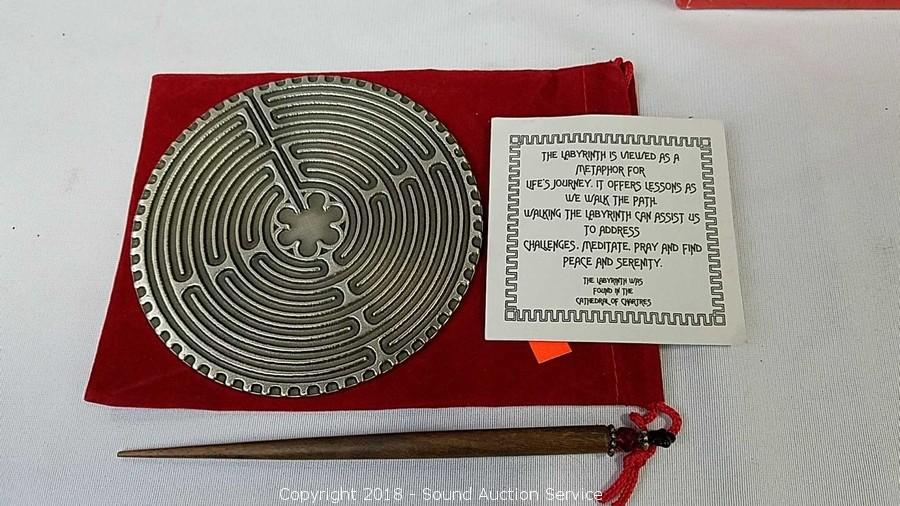 THE LABYRINTH IS VIEWED AS A
METAPHOR FOR
LIFE'S JOURNEY. IT OFFERS LESSONS AS
WE WALK THE PATH.
WALKING THE LABYRINTH CAN ASSIST US
TO ADDRESS
CHALLENGES, MEDITATE, PRAY AND FIND
PEACE AND SERENITY.
THE LABYRINTH WAS
FOUND IN THE
CATHEDRAL OF CHARTRES
Copyright 2018 - Sound Auction Service